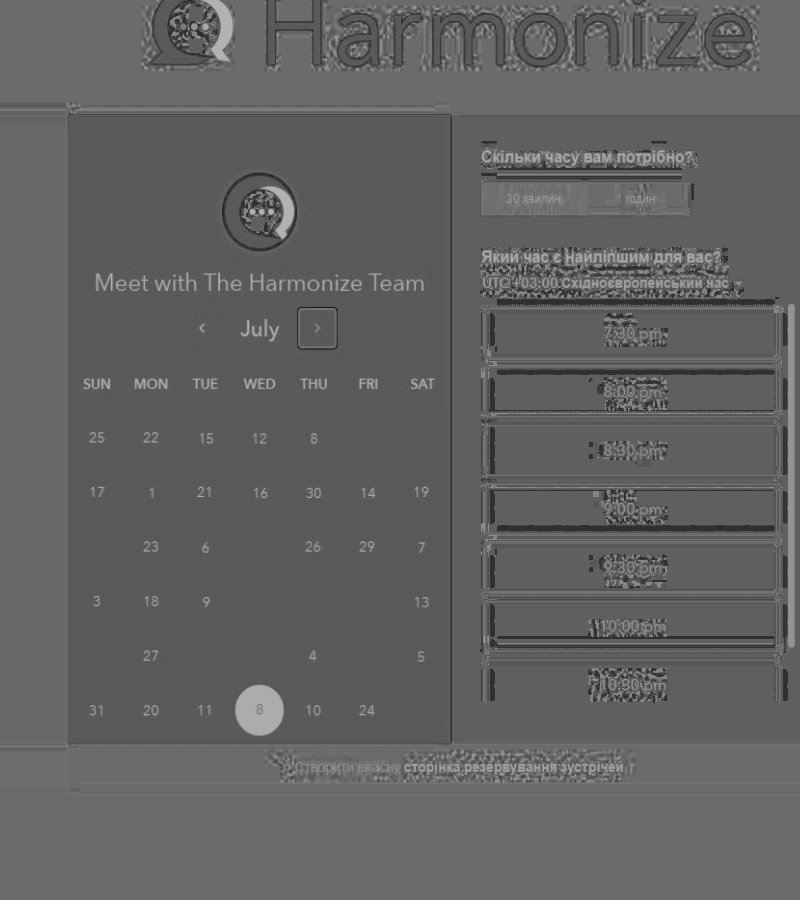 Harmonize
Meet with The Harmonize Team
July
SUN MON TUE WED THU FRI SAT
25 22 15 12 8
17 1 21 16 30 14 19
23 6 26 29 7
3 18 9 13
27 4 5
31 20 11 8 10 24
Скільки часу вам потрібно?
30 хвилин 1 годин
Який час є найліпшим для вас?
UTC +03:00 Східноєвропейський час
7:30 pm
8:00 pm
8:30 pm
9:00 pm
9:30 pm
10:00 pm
10:30 pm
Створити власну сторінка резервування зустрічей